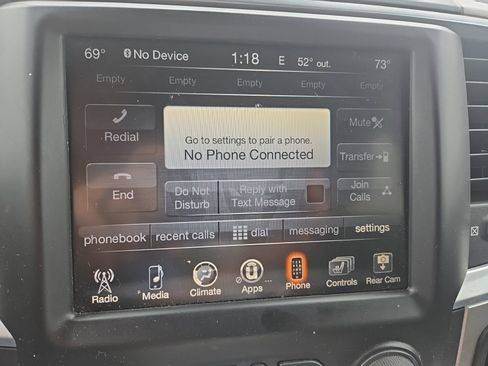 69° No Device 1:18 E 52° out. 73°
Empty Empty Empty Empty Empty
Redial
Go to settings to pair a phone.
No Phone Connected
Mute
Transfer
End
Do Not
Disturb
Reply with
Text Message
Join
Calls
phonebook recent calls dial messaging settings
Radio Media Climate Apps ... Phone Controls Rear Cam